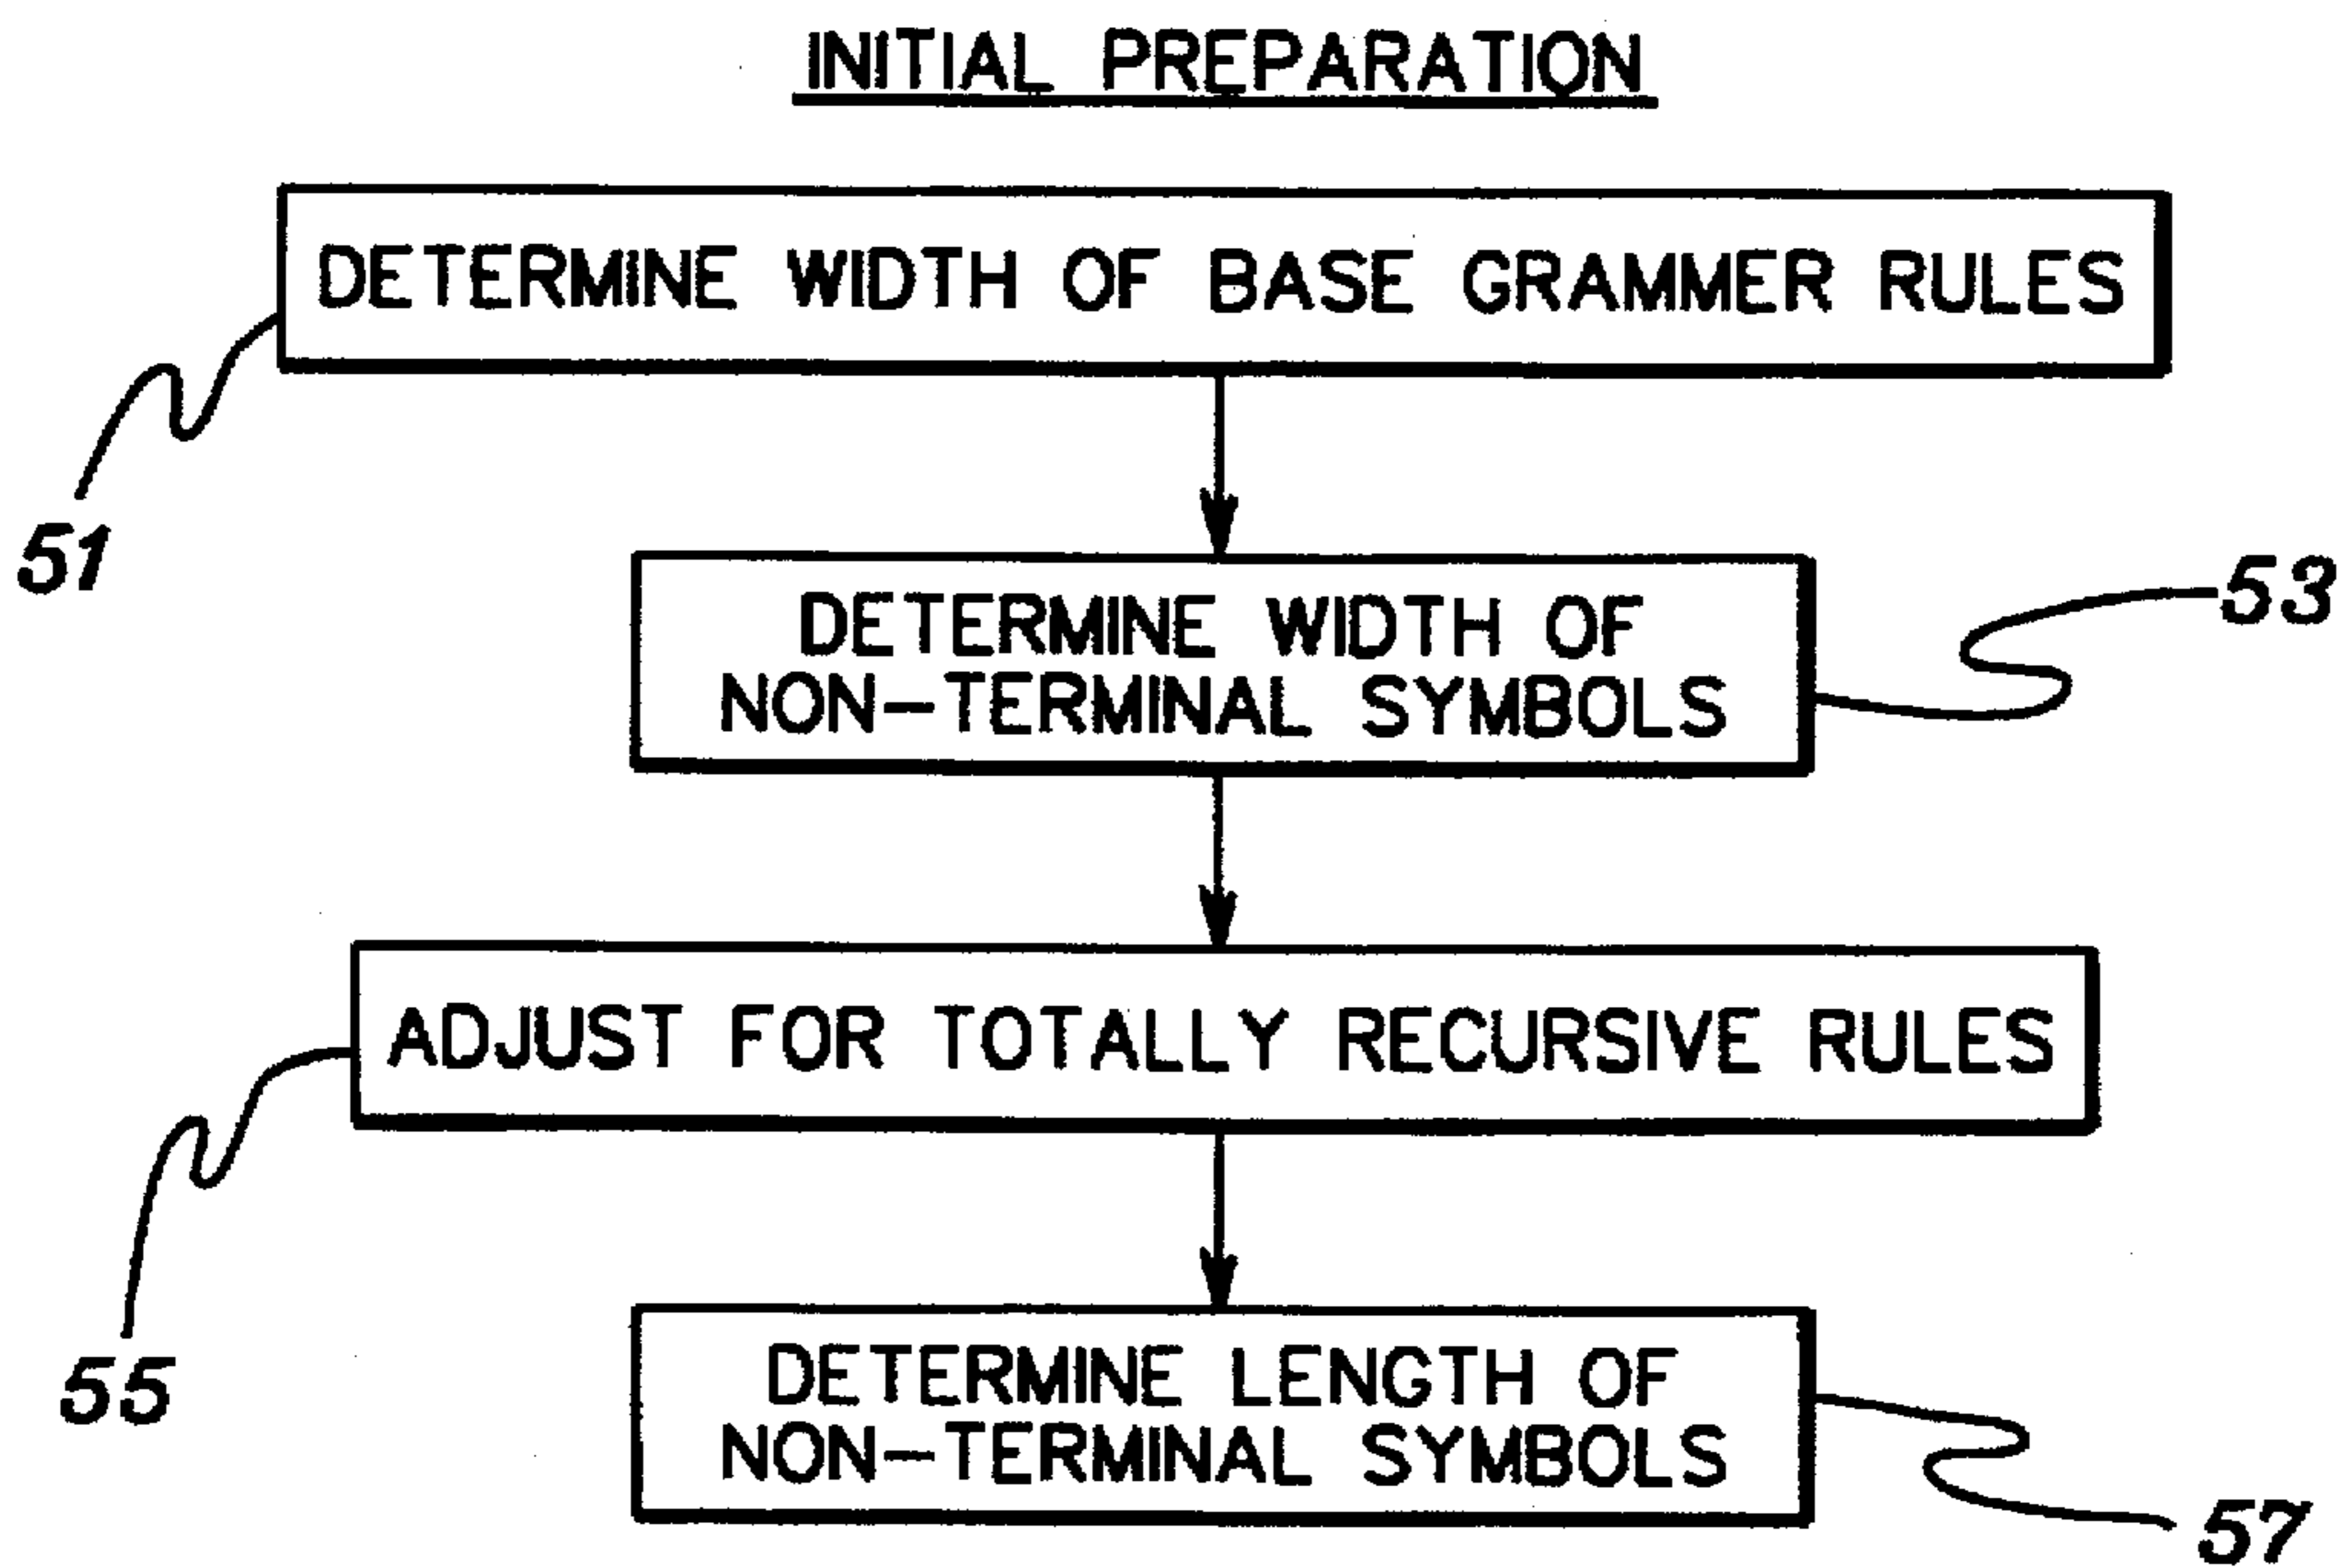 INITIAL PREPARATION
DETERMINE WIDTH OF BASE GRAMMER RULES
51
DETERMINE WIDTH OF
NON-TERMINAL SYMBOLS
53
ADJUST FOR TOTALLY RECURSIVE RULES
55
DETERMINE LENGTH OF
NON-TERMINAL SYMBOLS
57